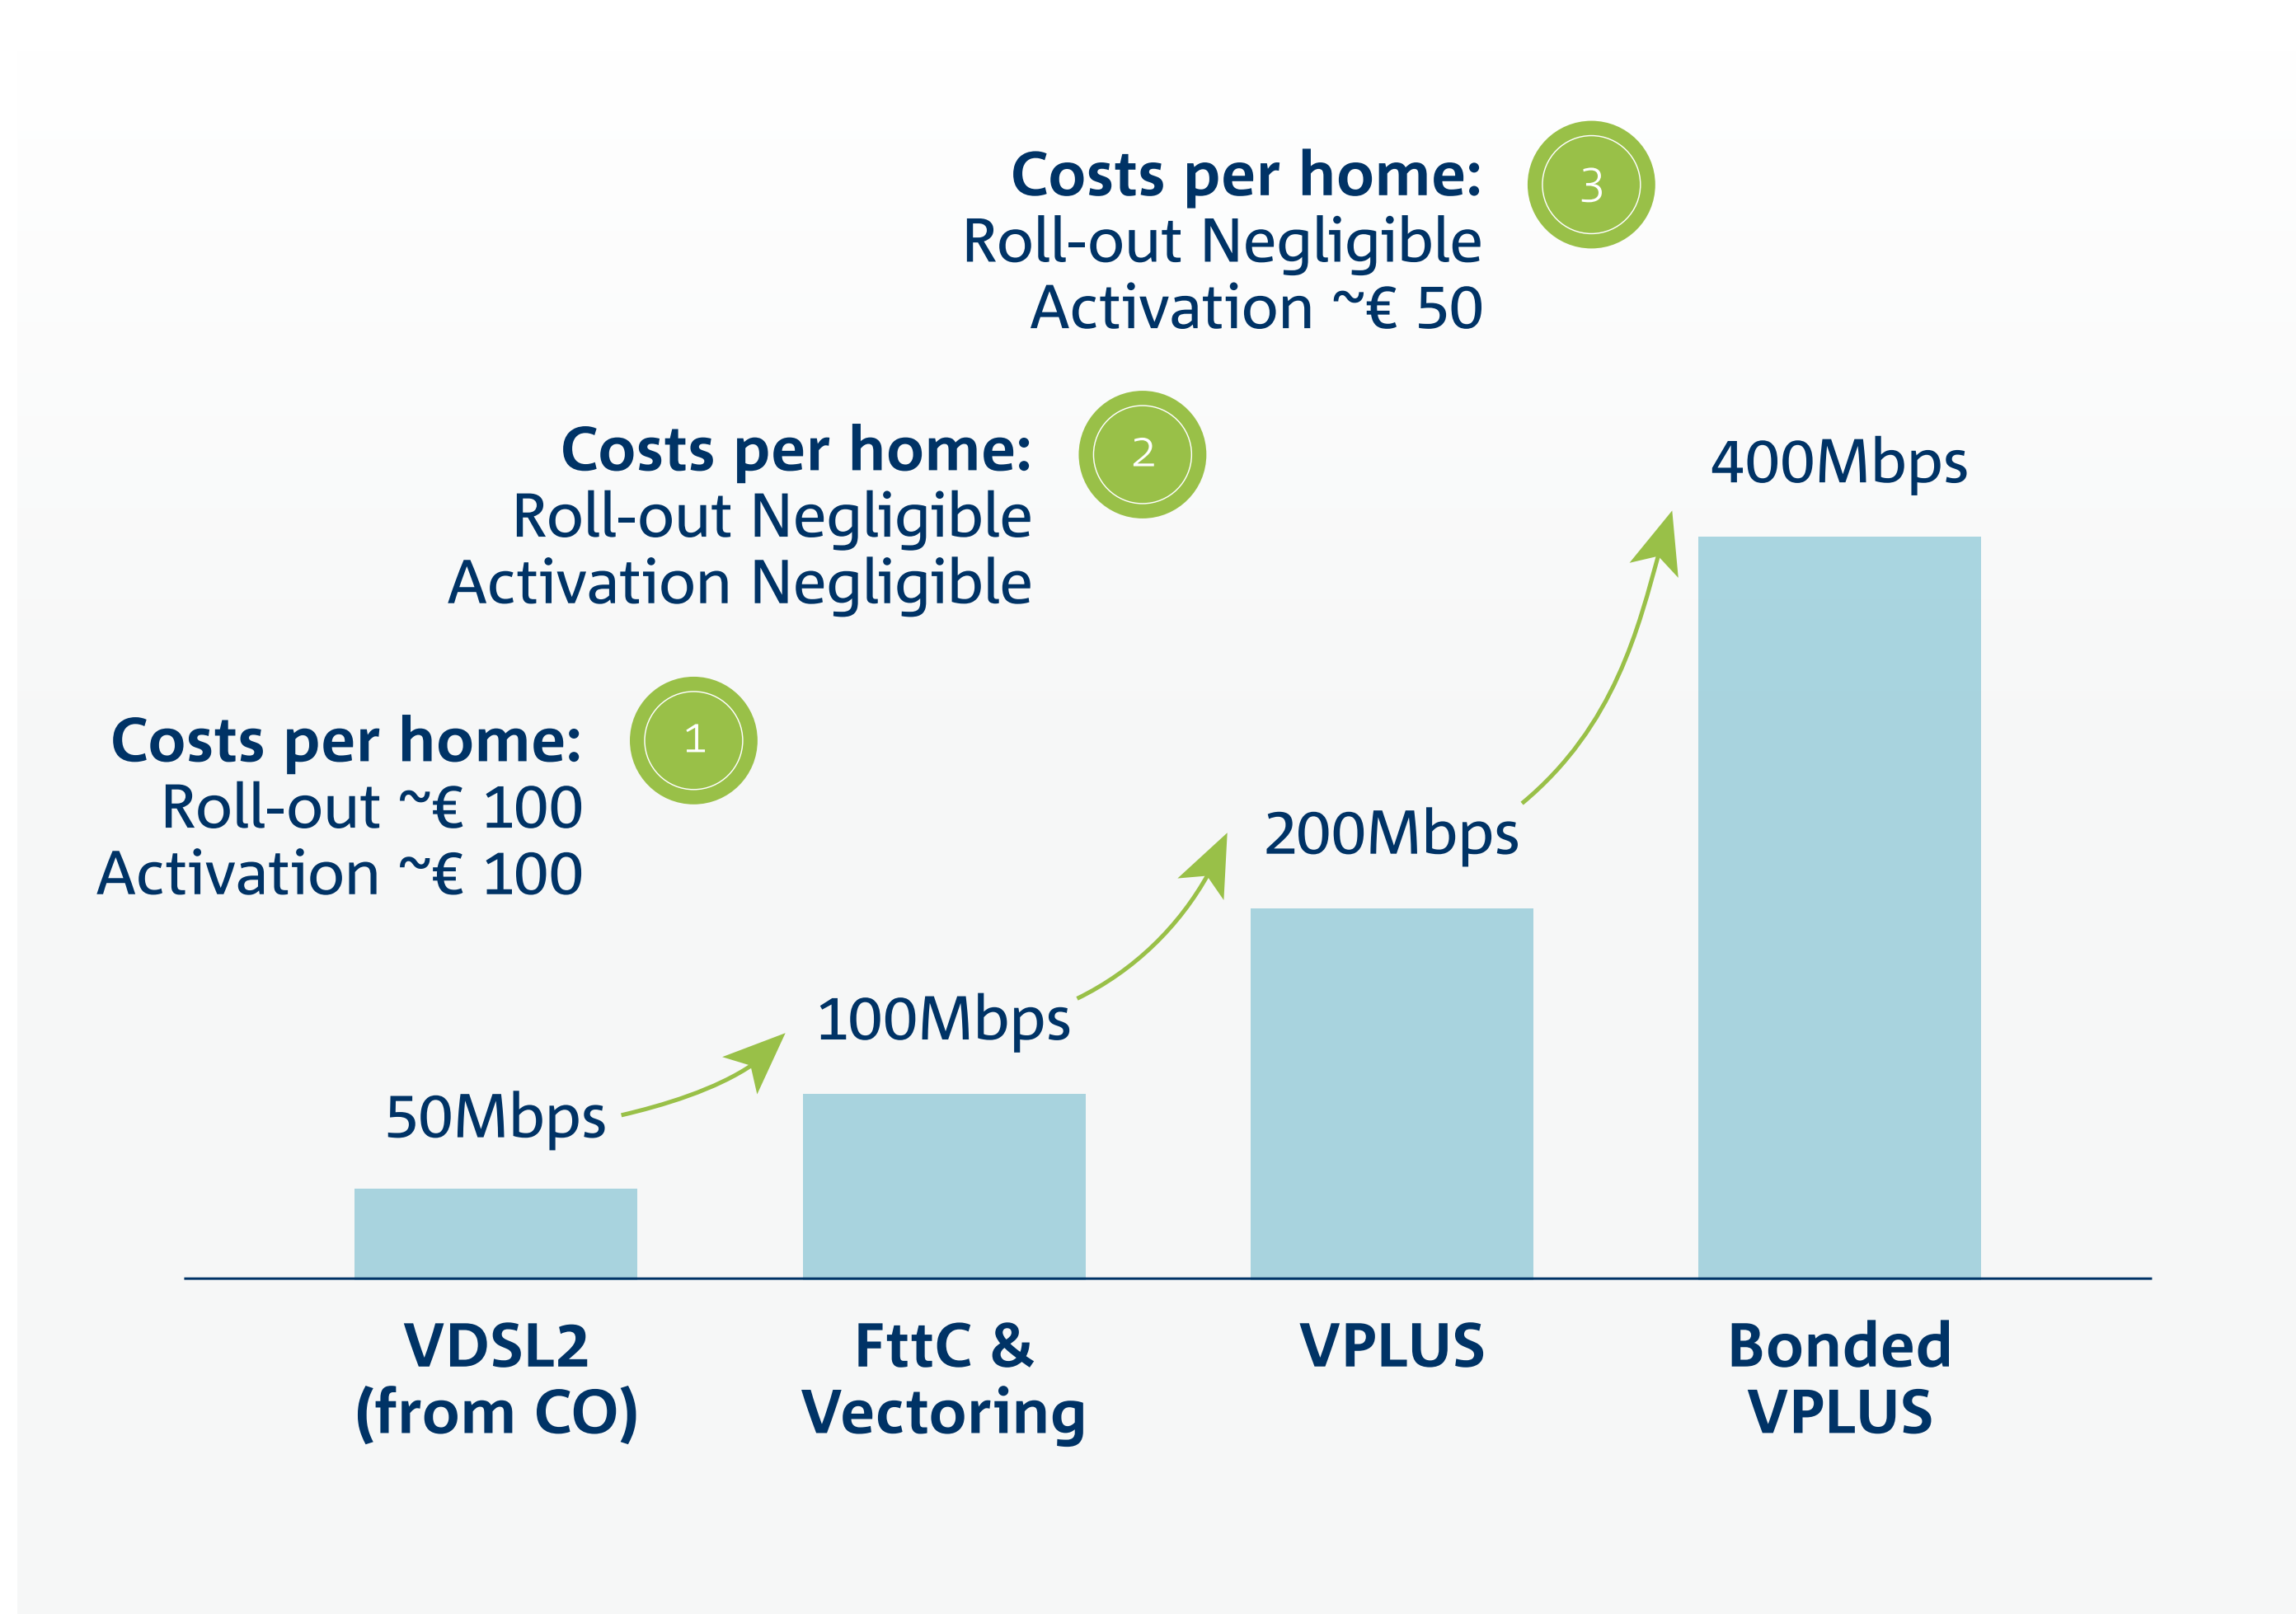 Costs per home:
Roll-out Negligible
Activation ~€ 50
3
Costs per home:
Roll-out Negligible
Activation Negligible
2
Costs per home:
Roll-out ~€ 100
Activation ~€ 100
1
50Mbps
100Mbps
200Mbps
400Mbps
VDSL2
(from CO)
FttC &
Vectoring
VPLUS
Bonded
VPLUS